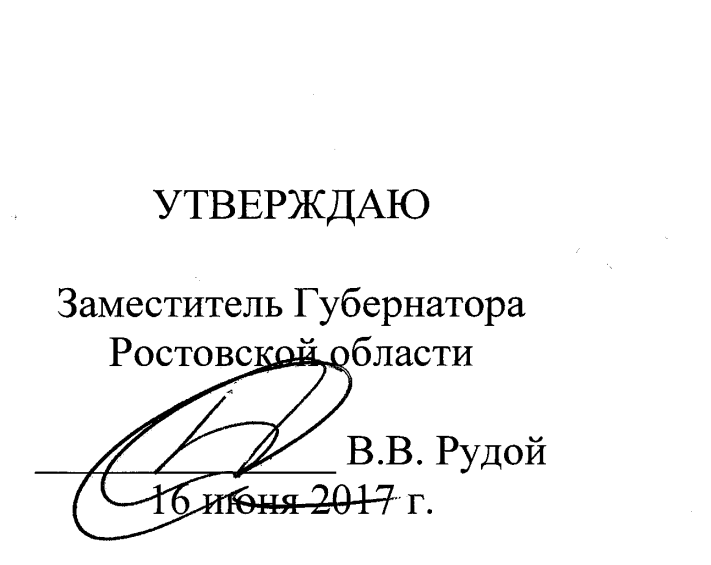 УТВЕРЖДАЮ
Заместитель Губернатора
Ростовской области
В.В. Рудой
16 июня 2017 г.